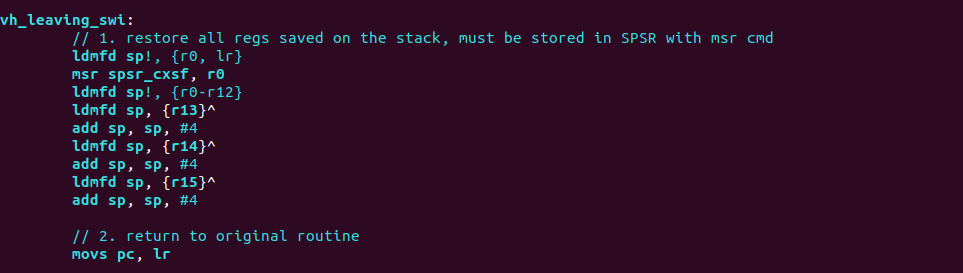 vh_leaving_swi:
// 1. restore all regs saved on the stack, must be stored in SPSR with msr cmd
ldmfd sp!, {r0, lr}
msr spsr_cxsf, r0
ldmfd sp!, {r0-r12}
ldmfd sp, {r13}^
add sp, sp, #4
ldmfd sp, {r14}^
add sp, sp, #4
ldmfd sp, {r15}^
add sp, sp, #4
// 2. return to original routine
movs pc, lr